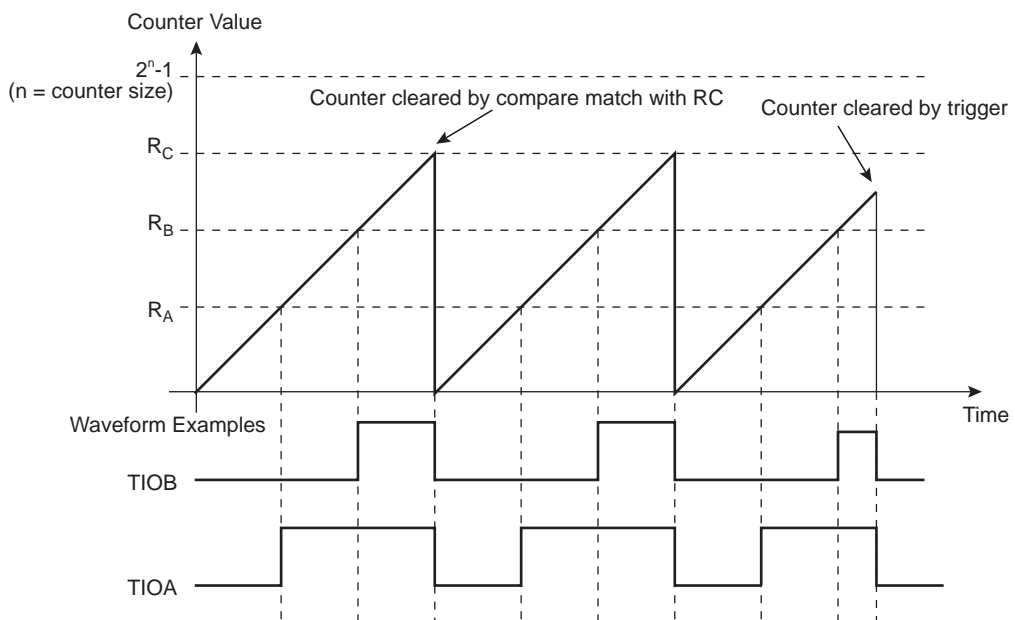 Counter Value
2ⁿ-1
(n = counter size)
Counter cleared by compare match with RC
Counter cleared by trigger
R_C
R_B
R_A
Time
Waveform Examples
TIOB
TIOA